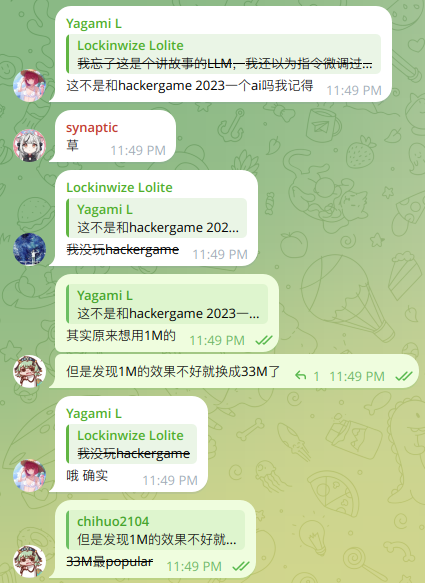 Yagami L
Lockinwize Lolite
我忘了这是个讲故事的LLM，我还以为指令微调过...
这不是和hackergame 2023一个ai吗我记得 11:49 PM
synaptic
草 11:49 PM
Lockinwize Lolite
Yagami L
这不是和hackergame 202...
我没玩hackergame 11:49 PM
Yagami L
这不是和hackergame 2023一...
其实原来想用1M的 11:49 PM
但是发现1M的效果不好就换成33M了 1 11:49 PM
Yagami L
Lockinwize Lolite
我没玩hackergame
哦 确实 11:49 PM
chihuo2104
但是发现1M的效果不好就...
33M最popular 11:49 PM